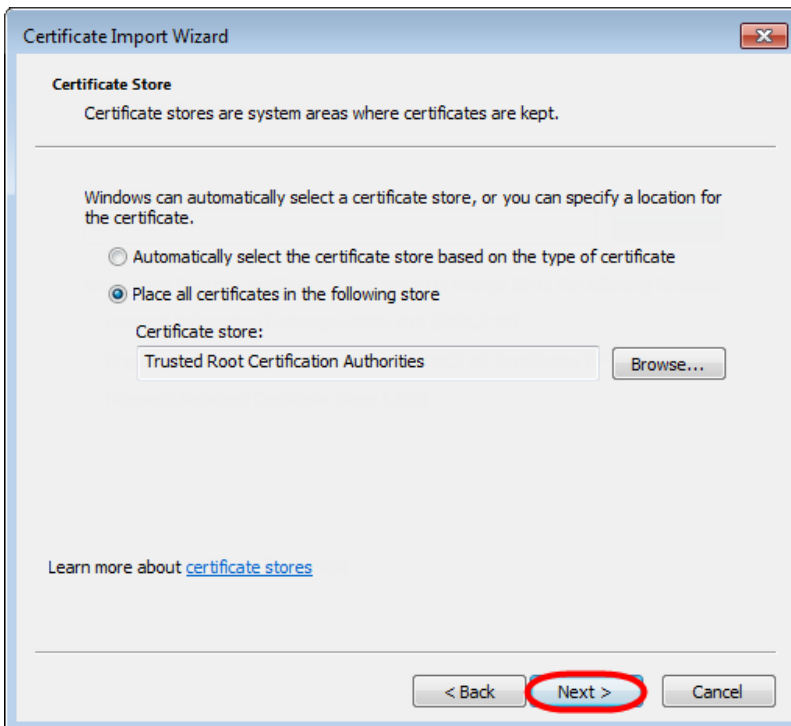 Certificate Import Wizard
Certificate Store
Certificate stores are system areas where certificates are kept.
Windows can automatically select a certificate store, or you can specify a location for
the certificate.
Automatically select the certificate store based on the type of certificate
Place all certificates in the following store
Certificate store:
Trusted Root Certification Authorities
Browse...
Learn more about certificate stores
< Back
Next >
Cancel